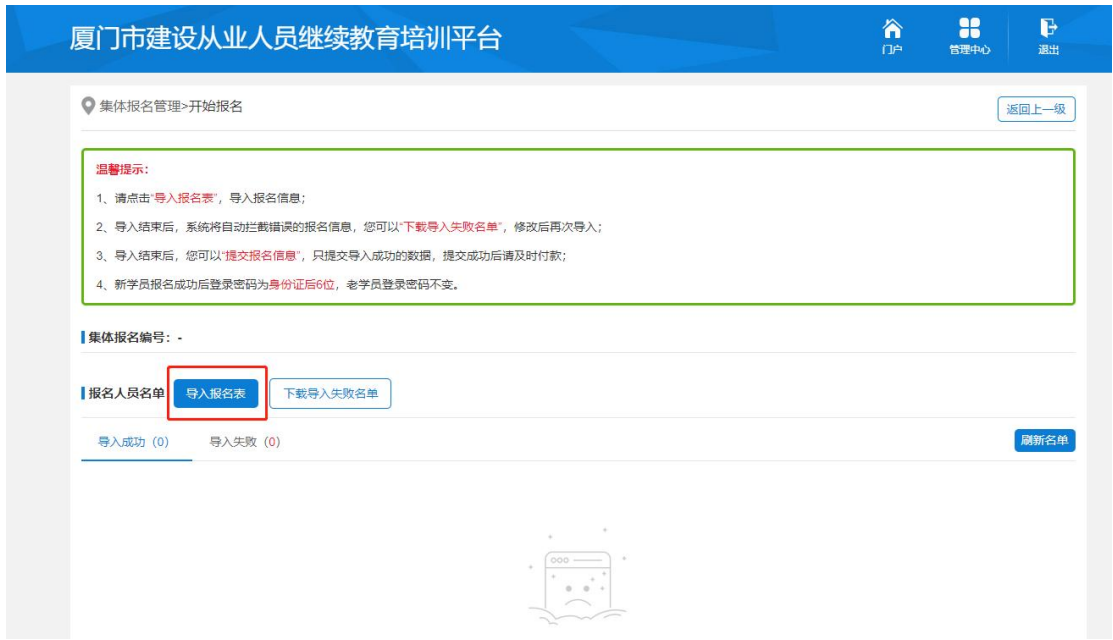 厦门市建设从业人员继续教育培训平台
门户
管理中心
退出
集体报名管理>开始报名
返回上一级
温馨提示：
1、请点击“导入报名表”，导入报名信息；
2、导入结束后，系统将自动拦截错误的报名信息，您可以“下载导入失败名单”，修改后再次导入；
3、导入结束后，您可以“提交报名信息”，只提交导入成功的数据，提交成功后请及时付款；
4、新学员报名成功后登录密码为身份证后6位，老学员登录密码不变。
集体报名编号：-
报名人员名单 导入报名表 下载导入失败名单
导入成功（0） 导入失败（0） 刷新名单